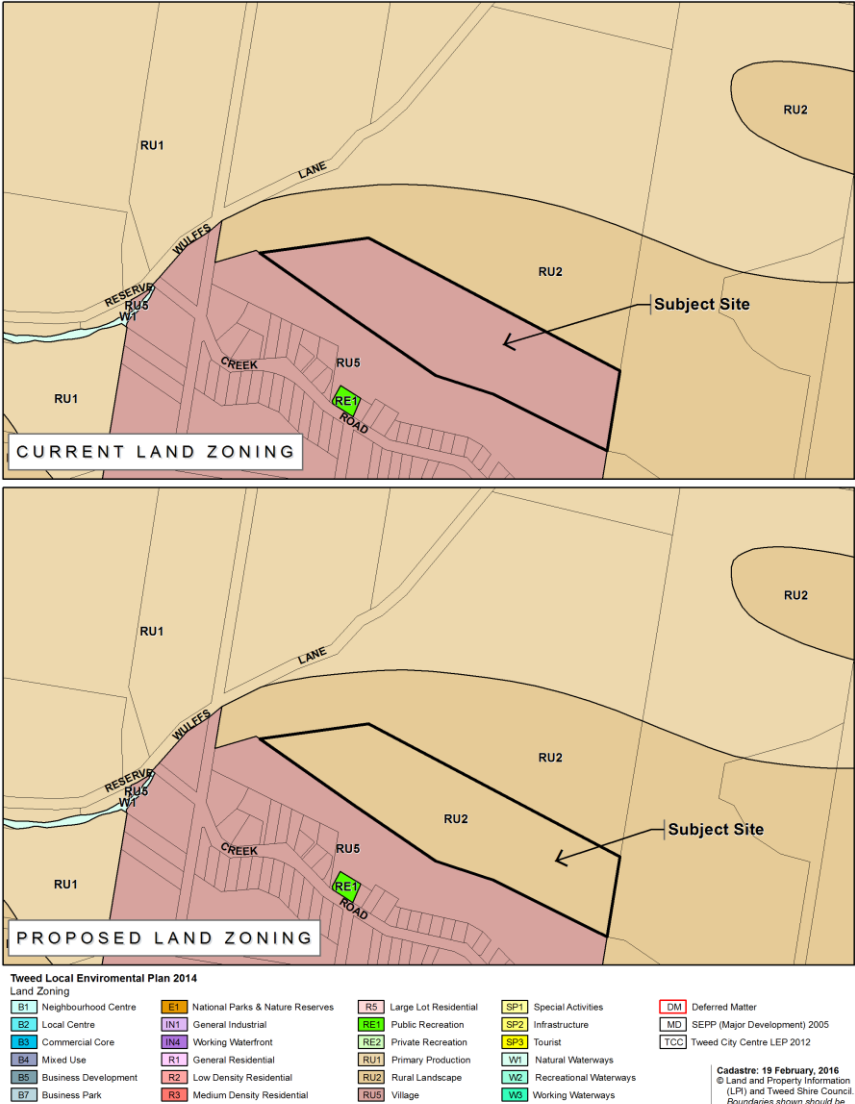 RU2
RU1
LANE
WULFFS
RU2
RESERVE
RU5
W1
Subject Site
CREEK
RU5
RU1
RE1
ROAD
CURRENT LAND ZONING
RU2
RU1
LANE
WULFFS
RU2
RESERVE
RU5
W1
RU2
Subject Site
CREEK
RU5
RU1
RE1
ROAD
PROPOSED LAND ZONING
Tweed Local Enviromental Plan 2014
Land Zoning
B1 Neighbourhood Centre
B2 Local Centre
B3 Commercial Core
B4 Mixed Use
B5 Business Development
B7 Business Park
E1 National Parks & Nature Reserves
IN1 General Industrial
IN4 Working Waterfront
R1 General Residential
R2 Low Density Residential
R3 Medium Density Residential
R5 Large Lot Residential
RE1 Public Recreation
RE2 Private Recreation
RU1 Primary Production
RU2 Rural Landscape
RU5 Village
SP1 Special Activities
SP2 Infrastructure
SP3 Tourist
W1 Natural Waterways
W2 Recreational Waterways
W3 Working Waterways
DM Deferred Matter
MD SEPP (Major Development) 2005
TCC Tweed City Centre LEP 2012
Cadastre: 19 February, 2016
© Land and Property Information
(LPI) and Tweed Shire Council.
Boundaries shown should be